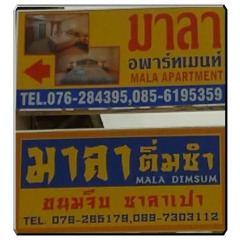 มาลา
อพาร์ทเมนท์
MALA APARTMENT
TEL.076-284395,085-6195359
มาลา ติ่มซำ
MALA DIMSUM
ขนมจีบ ซาลาเปา
TEL. 076-285179,089-7303112